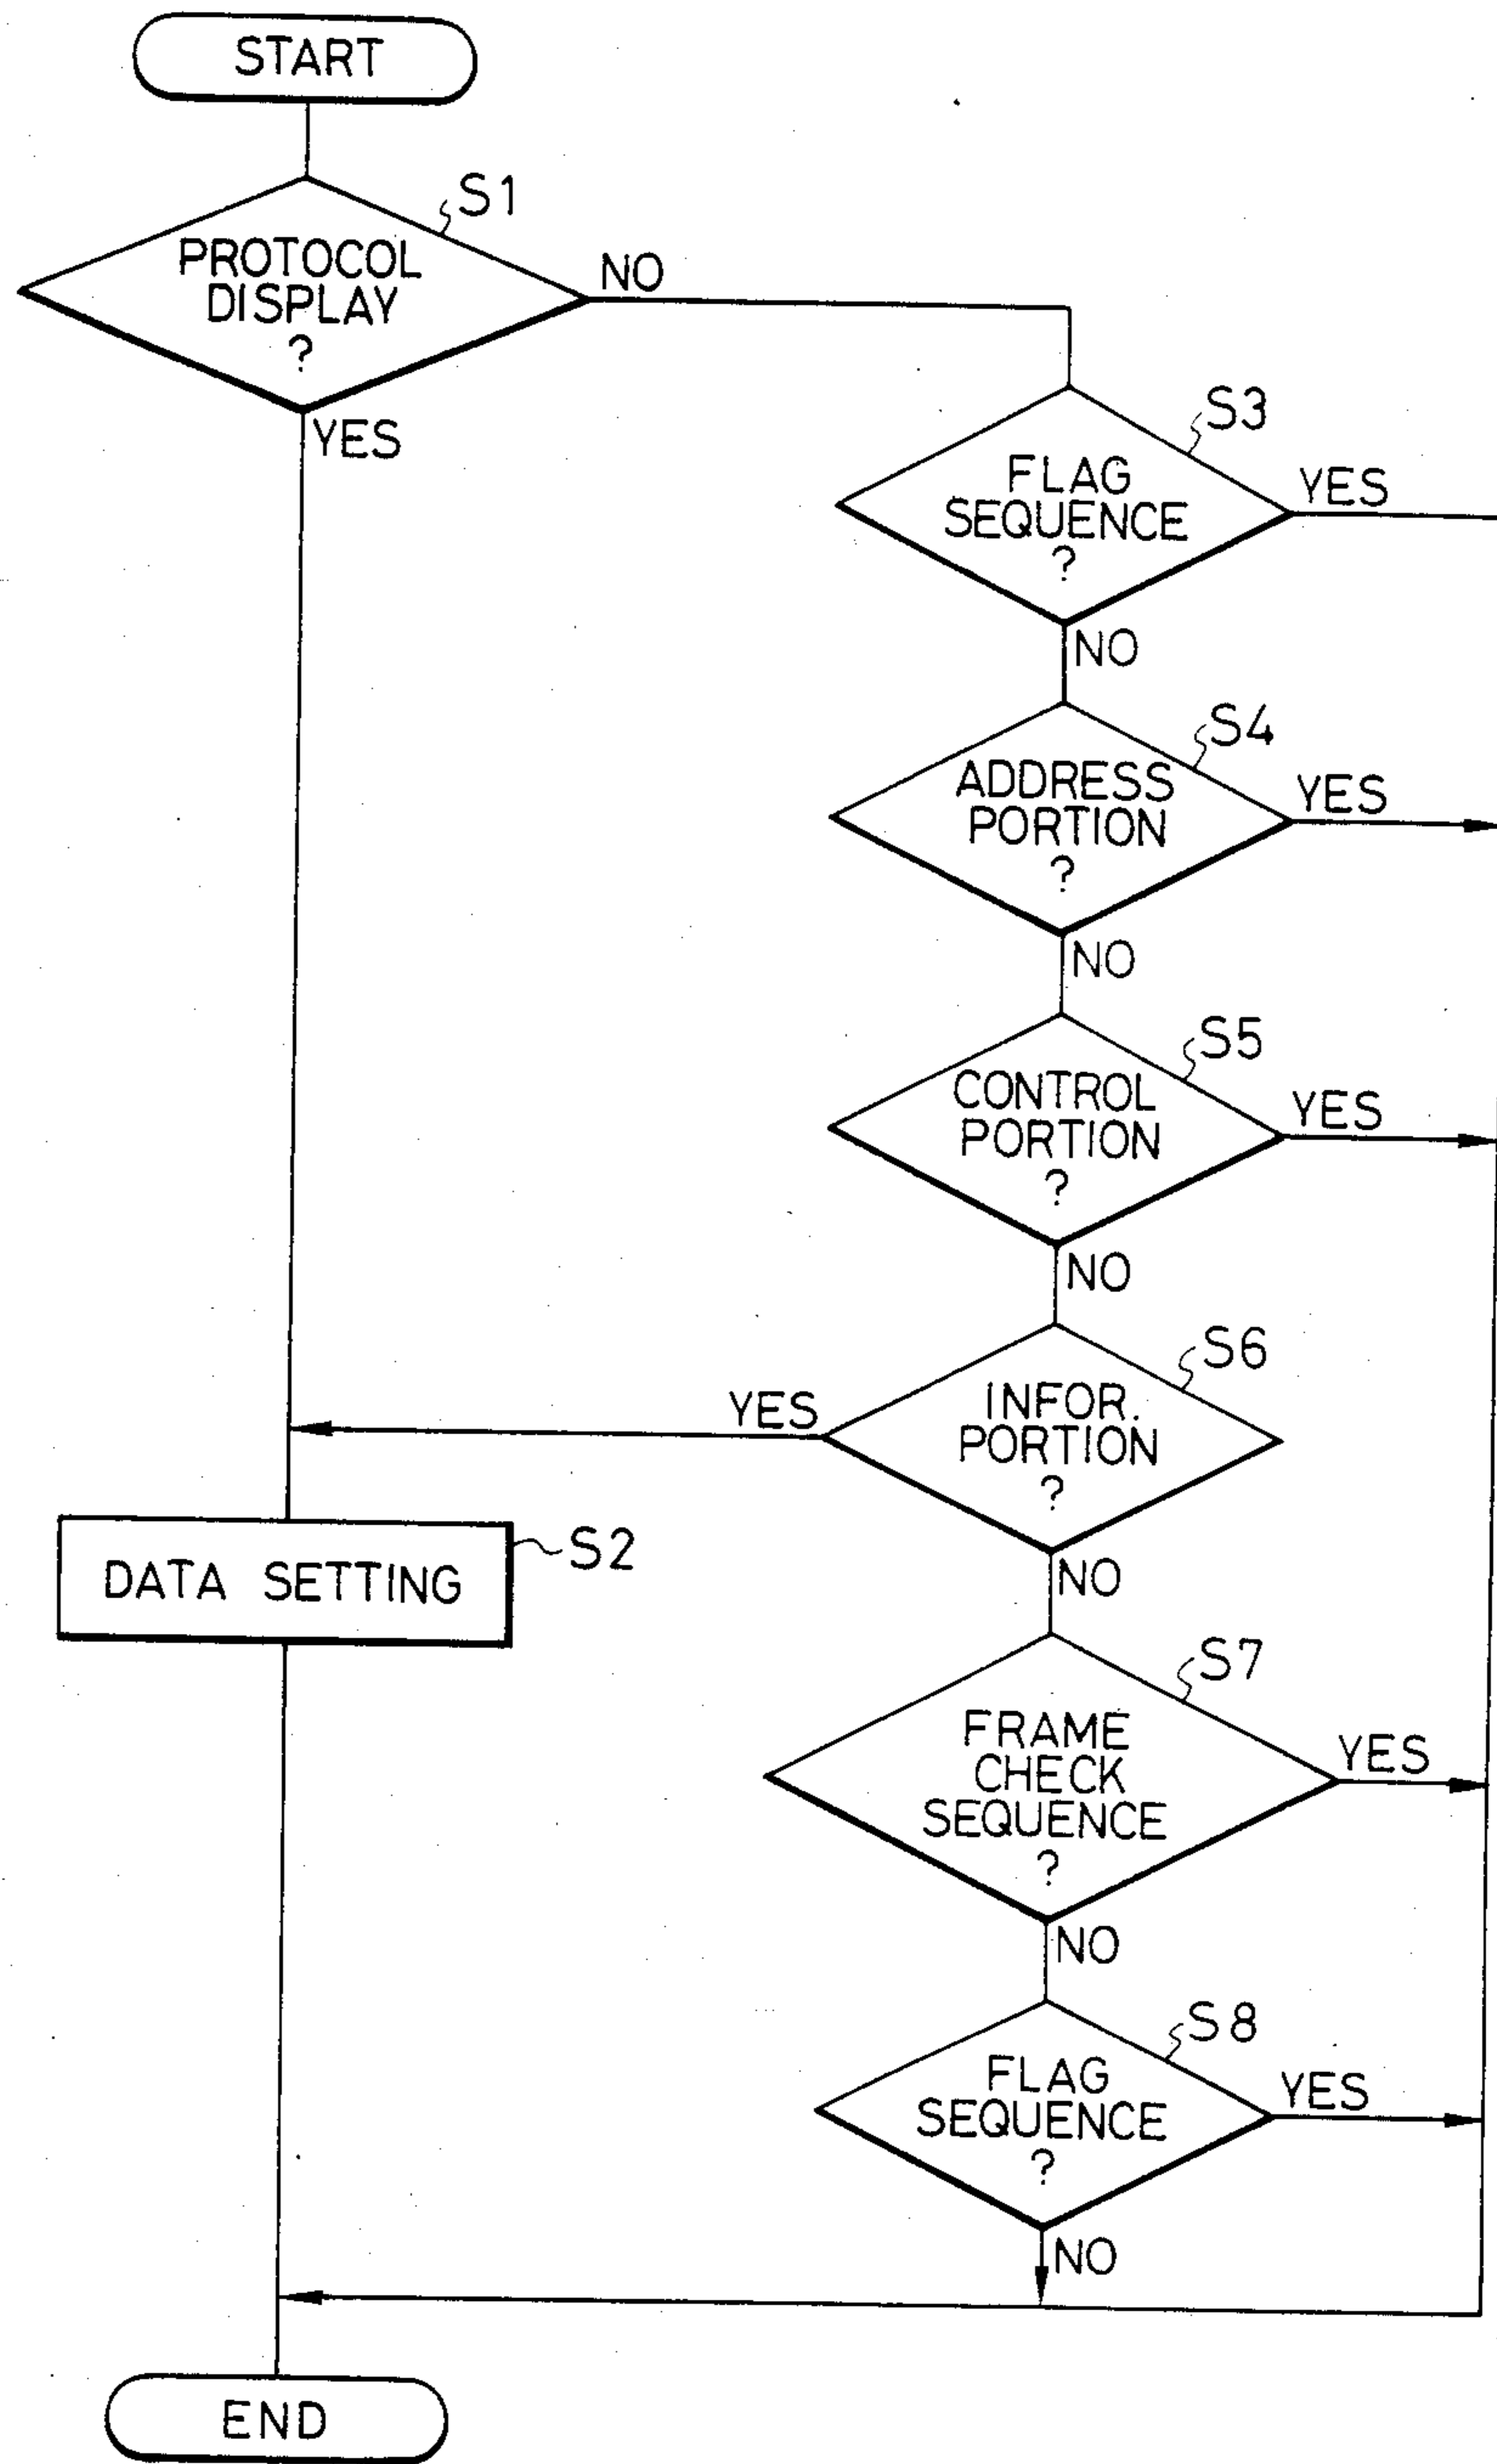 START
S1
PROTOCOL
DISPLAY
?
NO
YES
S3
FLAG
SEQUENCE
?
YES
NO
S4
ADDRESS
PORTION
?
YES
NO
S5
CONTROL
PORTION
?
YES
NO
S6
INFOR.
PORTION
?
YES
NO
DATA SETTING
S2
S7
FRAME
CHECK
SEQUENCE
?
YES
NO
S8
FLAG
SEQUENCE
?
YES
NO
END